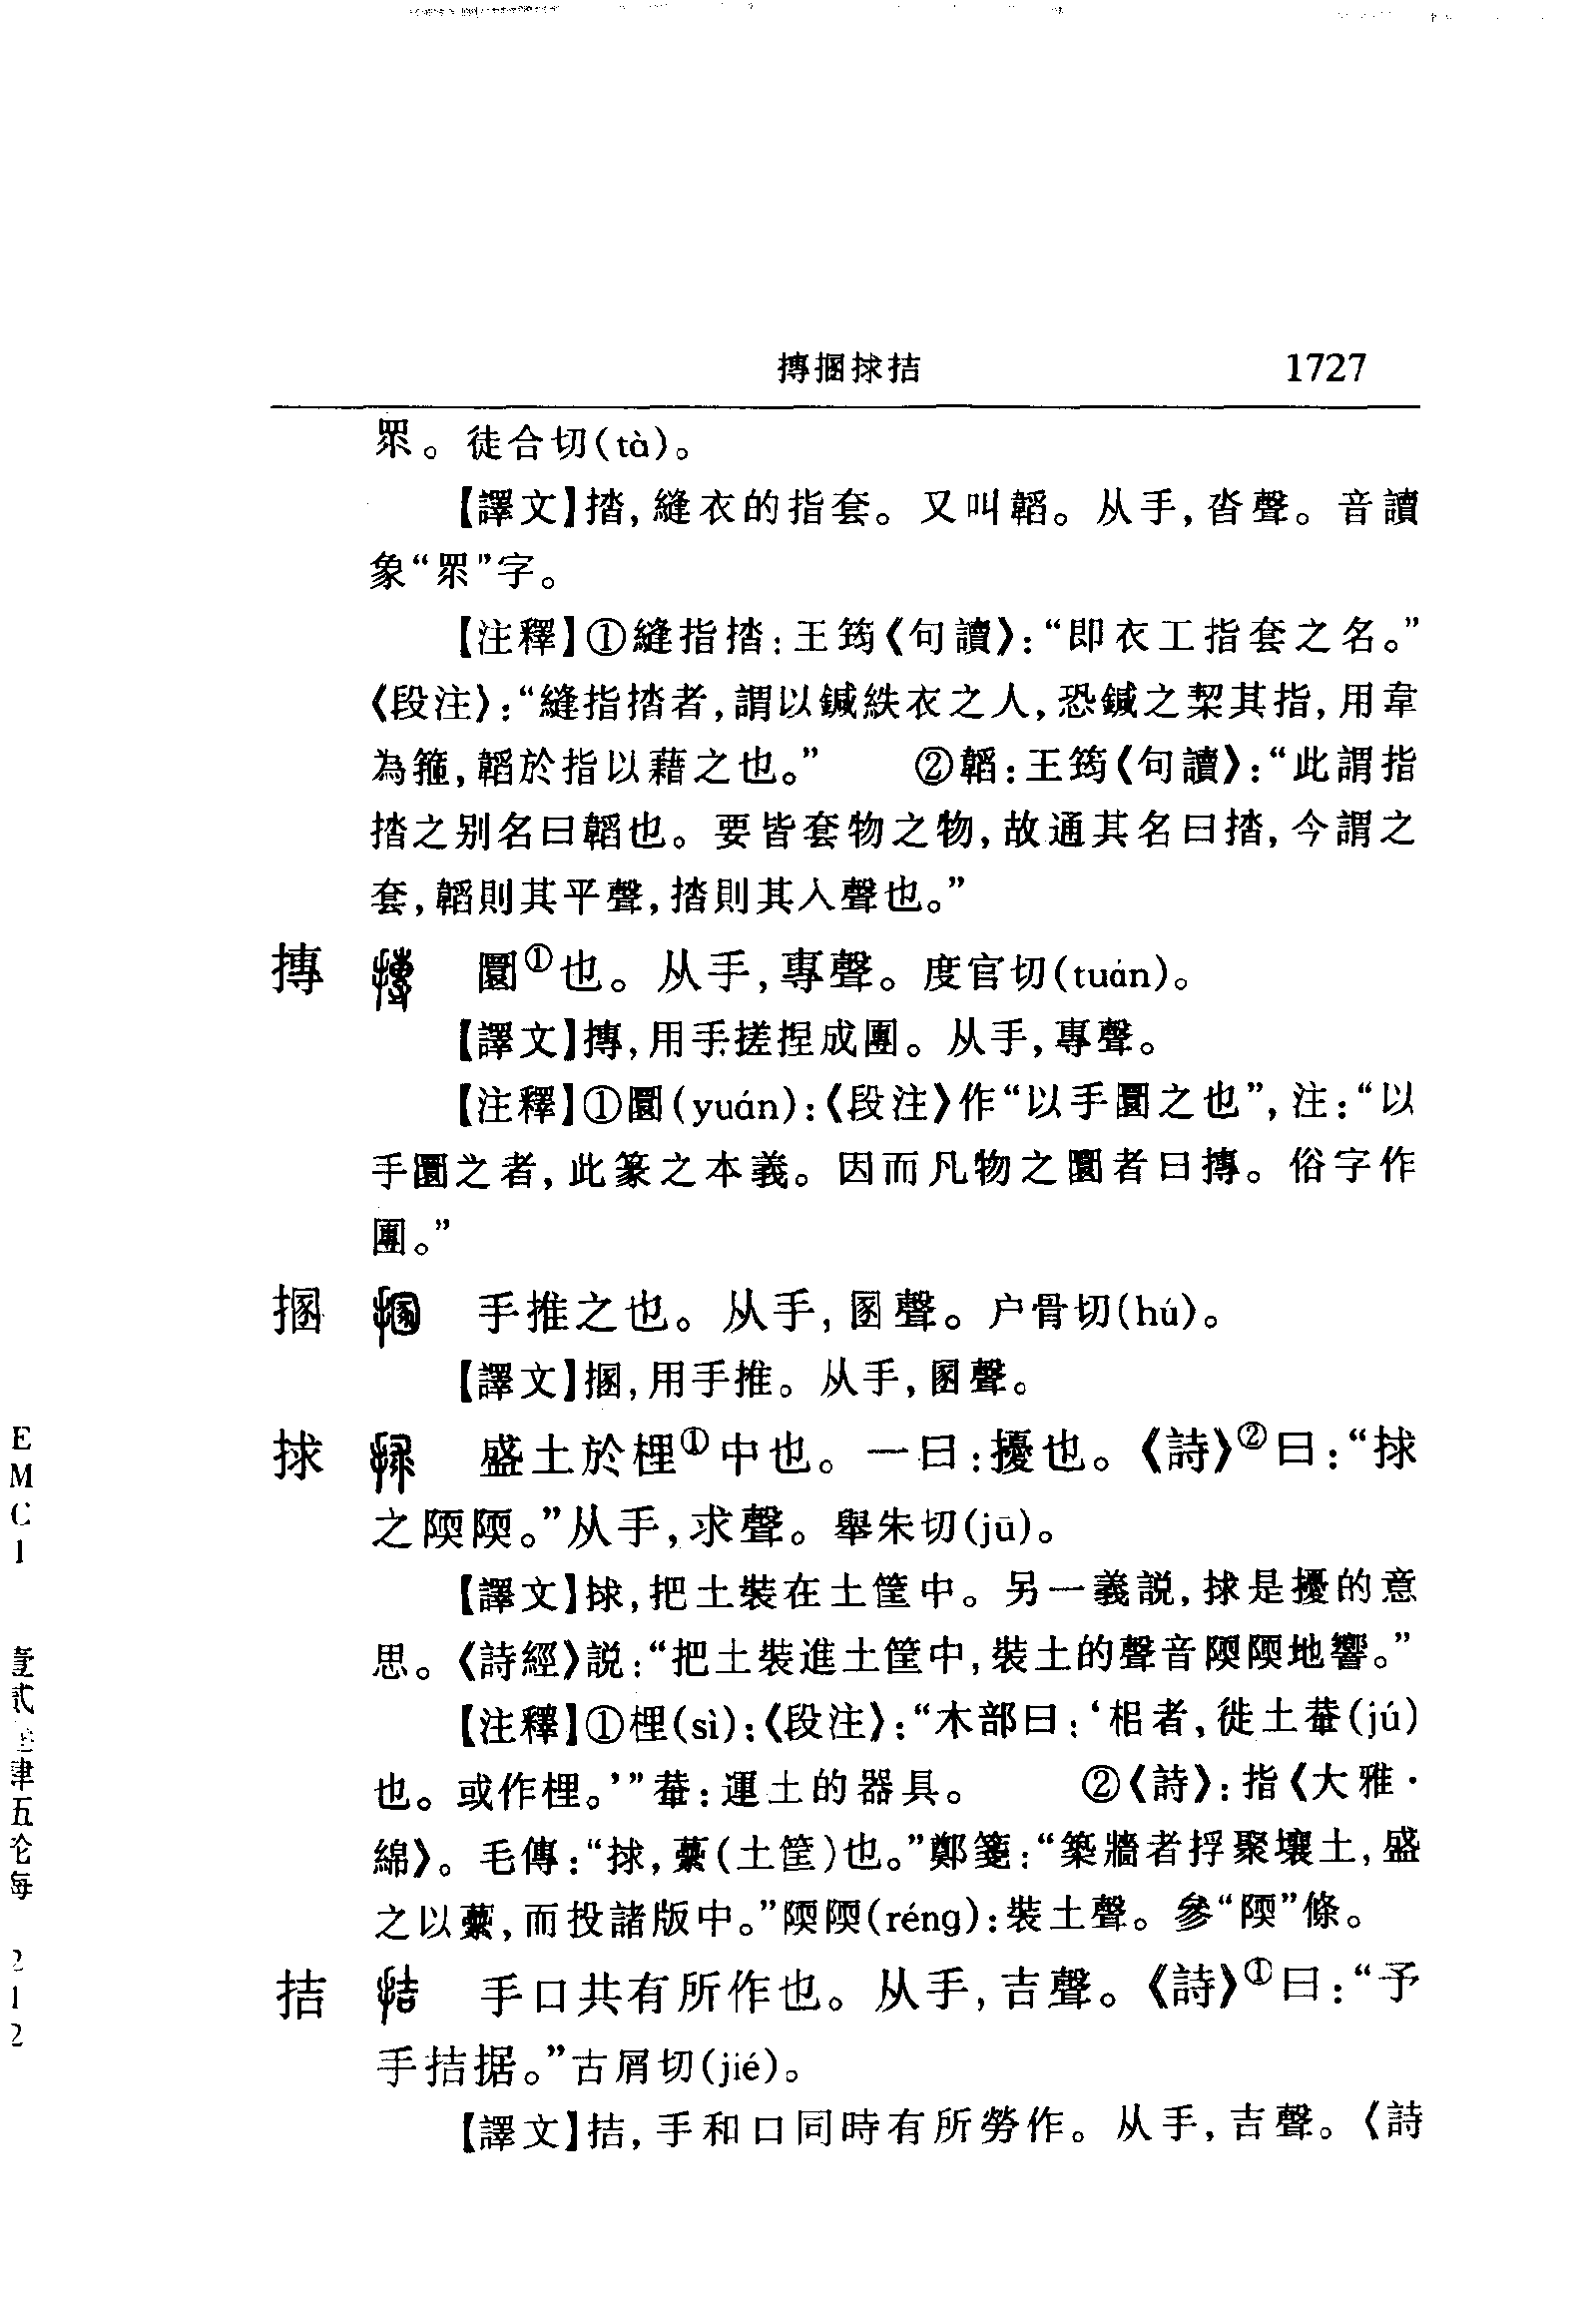 摶掴捄拮 1727
眔。徒合切(tà)。
【譯文】揩,縫衣的指套。又叫韜。从手,沓聲。音讀
象“眔”字。
【注釋】①縫指揩:王筠《句讀》:“即衣工指套之名。”
《段注》:“縫指揩者,謂以鍼紩衣之人,恐鍼之栔其指,用韋
為箍,韜於指以藉之也。” ②韜:王筠《句讀》:“此謂指
揩之别名曰韜也。要皆套物之物,故通其名曰揩,今謂之
套,韜則其平聲,揩則其入聲也。”
摶 圜①也。从手,專聲。度官切(tuán)。
【譯文】摶,用手搓捏成團。从手,專聲。
【注釋】①圜(yuán):《段注》作“以手圜之也”,注:“以
手圜之者,此篆之本義。因而凡物之圜者曰摶。俗字作
團。”
㧾 手推之也。从手,圂聲。户骨切(hú)。
【譯文】㨡,用手推。从手,圂聲。
捄 盛土於梩①中也。一曰:擾也。《詩》②曰:“捄
之陾陾。”从手,求聲。舉朱切(jū)。
【譯文】捄,把土裝在土筐中。另一義説,捄是擾的意
思。《詩經》説:“把土裝進土筐中,裝土的聲音陾陾地響。”
【注釋】①梩(sì):《段注》:“木部曰:‘梠者,徙土輂(jú)
也。或作梩。’”輂:運土的器具。 ②《詩》:指《大雅·
綿》。毛傳:“捄,虆(土筐)也。”鄭箋:“築牆者捊聚壤土,盛
之以虆,而投諸版中。”陾陾(réng):裝土聲。參“陾”條。
拮 手口共有所作也。从手,吉聲。《詩》①曰:“予
手拮据。”古屑切(jié)。
【譯文】拮,手和口同時有所勞作。从手,吉聲。《詩